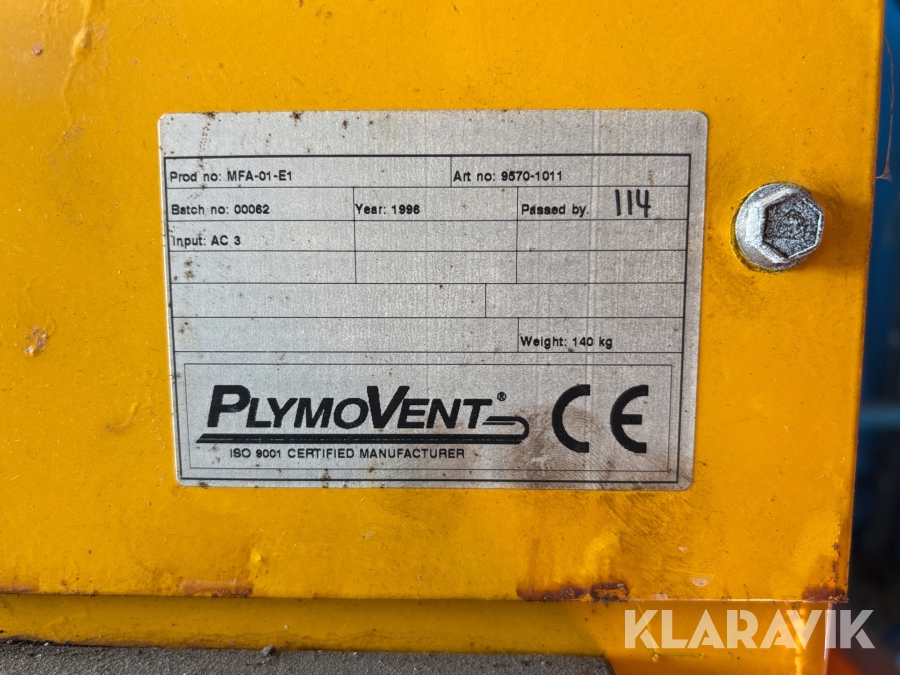 Prod no: MFA-01-E1 Art no: 9570-1011
Batch no: 00062 Year: 1996 Passed by. 114
Input: AC 3
Weight: 140 kg
PLYMOVENT® CE
ISO 9001 CERTIFIED MANUFACTURER
KLARAVIK